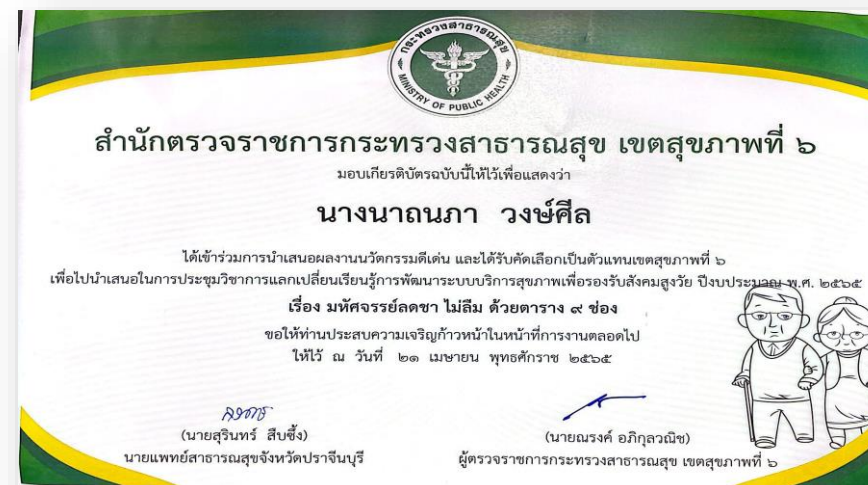 กระทรวงสาธารณสุข
MINISTRY OF PUBLIC HEALTH
สำนักตรวจราชการกระทรวงสาธารณสุข เขตสุขภาพที่ ๖
มอบเกียรติบัตรฉบับนี้ให้ไว้เพื่อแสดงว่า
นางนาถนภา วงษ์ศีล
ได้เข้าร่วมการนำเสนอผลงานนวัตกรรมดีเด่น และได้รับคัดเลือกเป็นตัวแทนเขตสุขภาพที่ ๖
เพื่อไปนำเสนอในการประชุมวิชาการแลกเปลี่ยนเรียนรู้การพัฒนาระบบบริการสุขภาพเพื่อรองรับสังคมสูงวัย ปีงบประมาณ พ.ศ. ๒๕๖๕
เรื่อง มหัศจรรย์ลดชา ไม่ลืม ด้วยตาราง ๙ ช่อง
ขอให้ท่านประสบความเจริญก้าวหน้าในหน้าที่การงานตลอดไป
ให้ไว้ ณ วันที่ ๒๑ เมษายน พุทธศักราช ๒๕๖๕
(นายสุรินทร์ สืบซึ้ง)
นายแพทย์สาธารณสุขจังหวัดปราจีนบุรี
(นายณรงค์ อภิกุลวณิช)
ผู้ตรวจราชการกระทรวงสาธารณสุข เขตสุขภาพที่ ๖